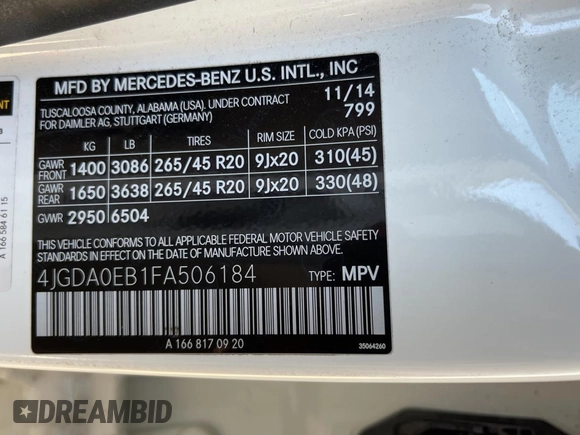 MFD BY MERCEDES-BENZ U.S. INTL., INC
TUSCALOOSA COUNTY, ALABAMA (USA). UNDER CONTRACT
FOR DAIMLER AG, STUTTGART (GERMANY)
11/14
799
KG LB TIRES RIM SIZE COLD KPA(PSI)
GAWR FRONT 1400 3086 265/45 R20 9Jx20 310(45)
GAWR REAR 1650 3638 265/45 R20 9Jx20 330(48)
GVWR 2950 6504
THIS VEHICLE CONFORMS TO ALL APPLICABLE FEDERAL MOTOR VEHICLE SAFETY
STANDARDS IN EFFECT ON THE DATE OF MANUFACTURE SHOWN ABOVE.
4JGDA0EB1FA506184 TYPE: MPV
A 166 817 09 20
35064260
A 166 584 61 15
DREAMBID